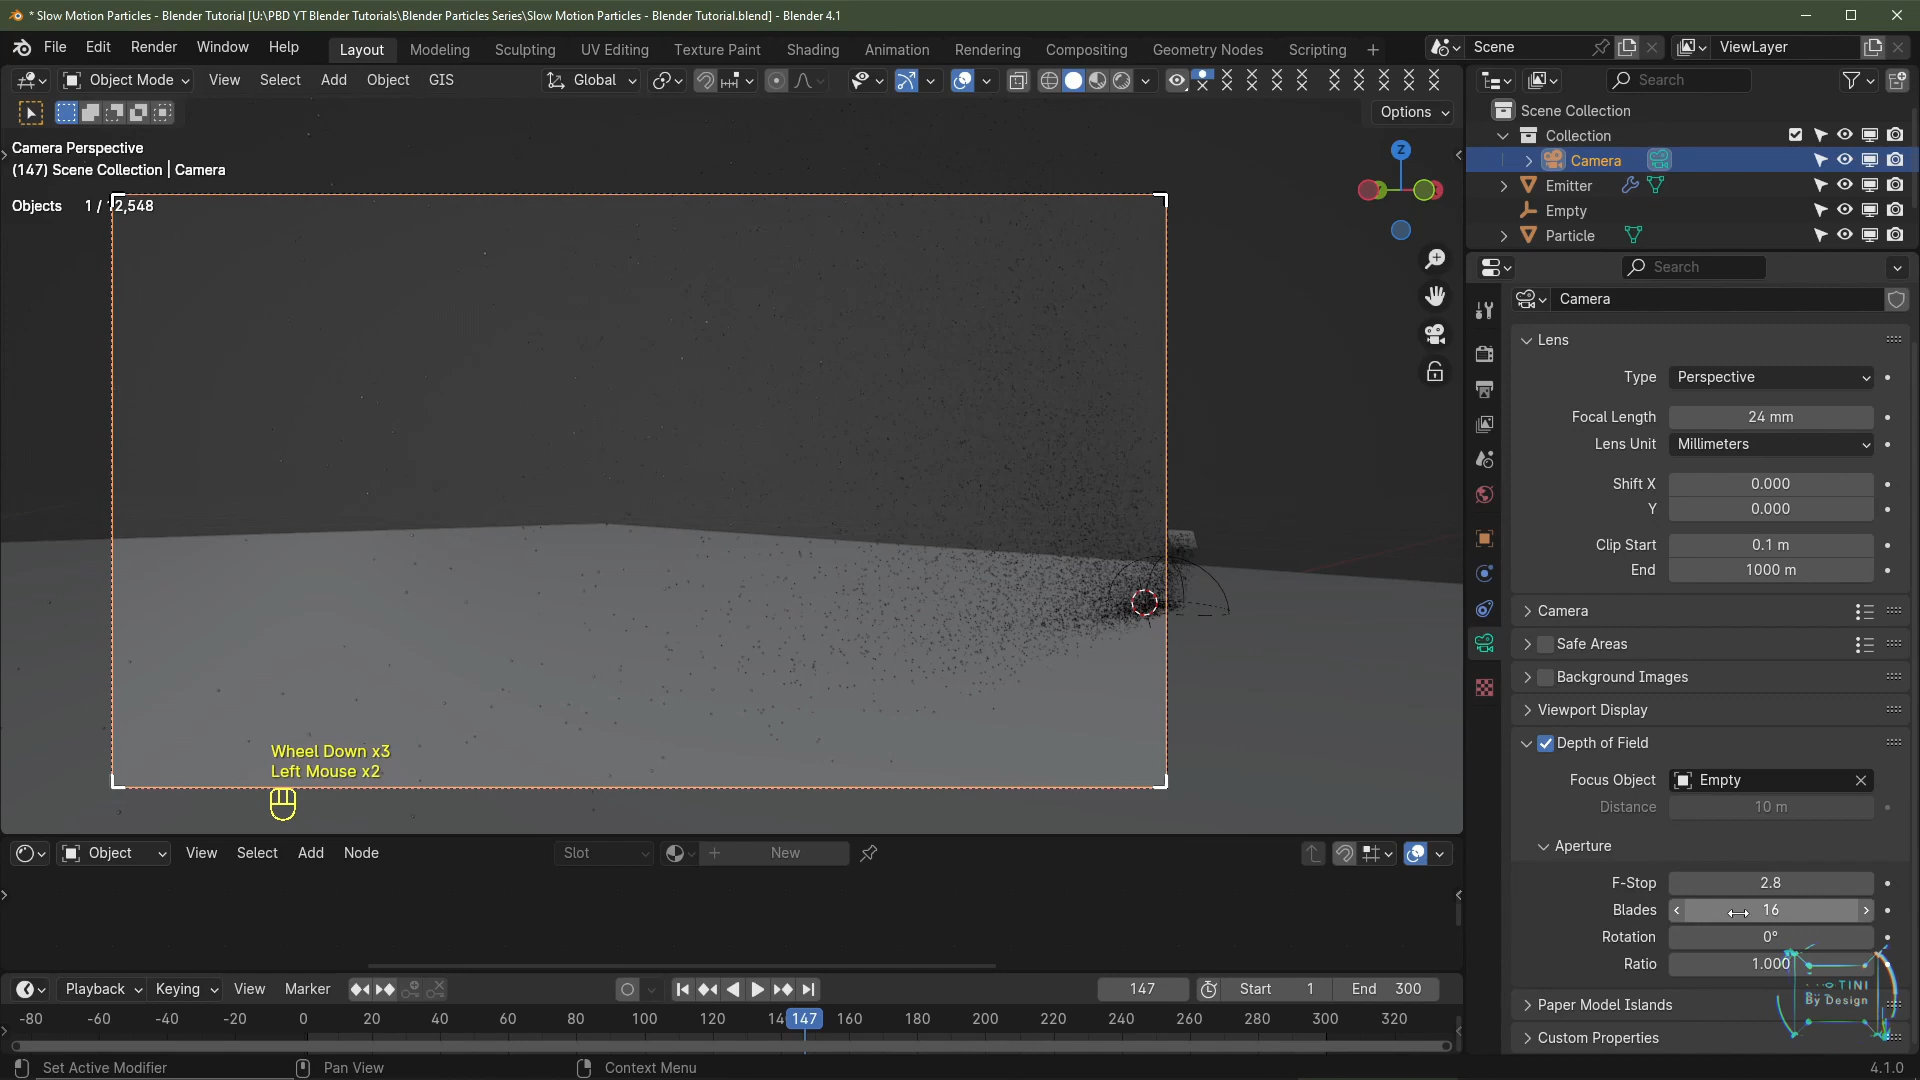 * Slow Motion Particles - Blender Tutorial [U:\PBD YT Blender Tutorials\Blender Particles Series\Slow Motion Particles - Blender Tutorial.blend] - Blender 4.1
File Edit Render Window Help
Layout Modeling Sculpting UV Editing Texture Paint Shading Animation Rendering Compositing Geometry Nodes Scripting +
Scene
ViewLayer
Object Mode View Select Add Object GIS
Global
Search
Options
Scene Collection
Collection
Camera
Emitter
Empty
Particle
Camera Perspective
(147) Scene Collection | Camera
Objects 1 / 12,548
Z
Search
Camera
Lens
Type Perspective
Focal Length 24 mm
Lens Unit Millimeters
Shift X 0.000
Y 0.000
Clip Start 0.1 m
End 1000 m
Camera
Safe Areas
Background Images
Viewport Display
Depth of Field
Focus Object Empty
Distance 10 m
Aperture
F-Stop 2.8
Blades 16
Rotation 0°
Ratio 1.000
Paper Model Islands
Custom Properties
Wheel Down x3
Left Mouse x2
Object View Select Add Node
Slot
New
Playback Keying View Marker
147
Start 1
End 300
-80 -60 -40 -20 0 20 40 60 80 100 120 147 160 180 200 220 240 260 280 300 320
TINI
By Design
Set Active Modifier
Pan View
Context Menu
4.1.0